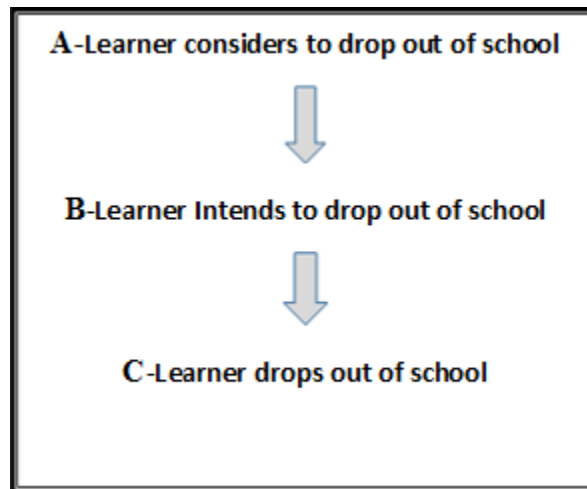 A-Learner considers to drop out of school
B-Learner Intends to drop out of school
C-Learner drops out of school